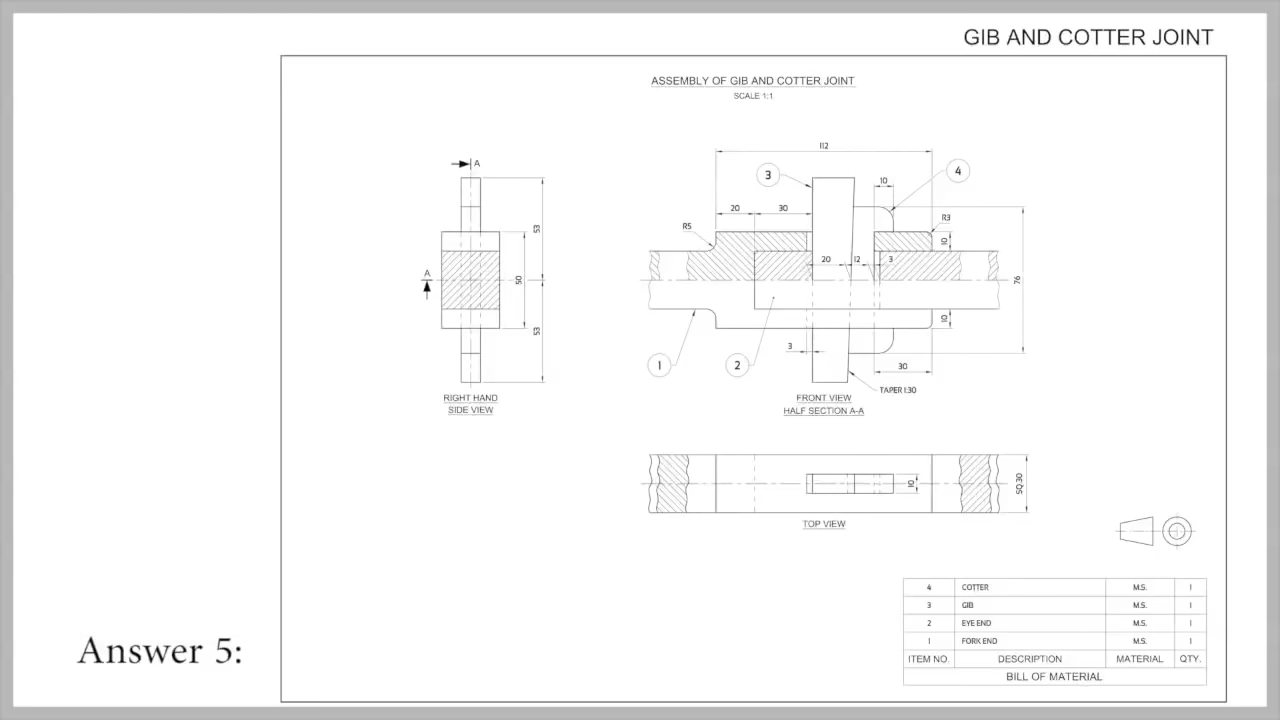 GIB AND COTTER JOINT
ASSEMBLY OF GIB AND COTTER JOINT
SCALE 1:1
112
A
3
4
10
20
30
R5
R3
53
10
20
12
3
A
50
76
53
10
3
1
2
30
TAPER 1:30
RIGHT HAND
SIDE VIEW
FRONT VIEW
HALF SECTION A-A
10
SQ 30
TOP VIEW
4 COTTER M.S. 1
3 GIB M.S. 1
2 EYE END M.S. 1
1 FORK END M.S. 1
ITEM NO. DESCRIPTION MATERIAL QTY.
BILL OF MATERIAL
Answer 5: